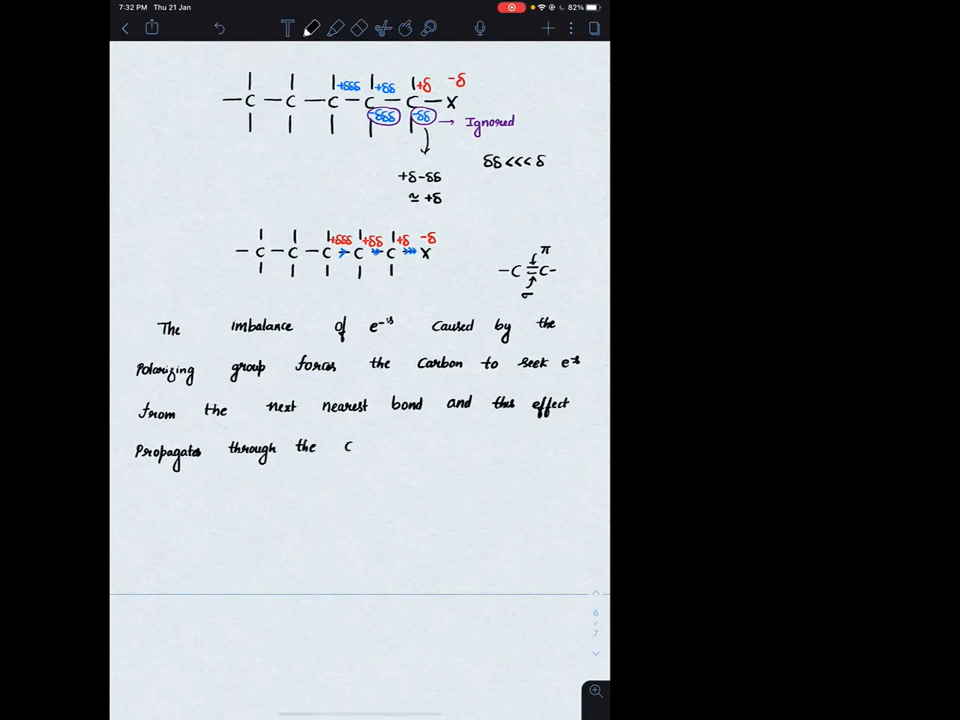 7:32 PM Thu 21 Jan
82%
T
+δδδ +δδ +δ -δ
— C — C — C — C — C — X
-δδδ -δδ → Ignored
δδ <<< δ
+δ-δδ
≃ +δ
+δδδ +δδ +δ -δ
— C — C — C — C — C X
π
— C = C -
σ
The imbalance of e⁻'s caused by the
Polarizing group forces the Carbon to seek e⁻s
from the next nearest bond and this effect
Propagates through the C
6
/
7